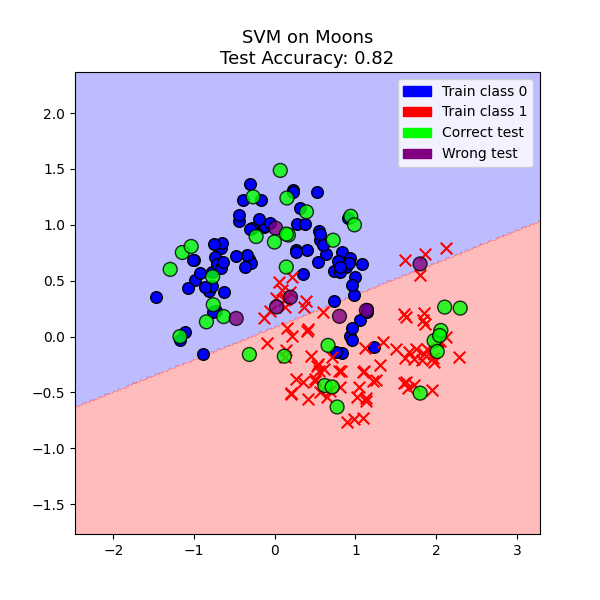 SVM on Moons
Test Accuracy: 0.82
Train class 0
Train class 1
Correct test
Wrong test
2.0
1.5
1.0
0.5
0.0
−0.5
−1.0
−1.5
−2 −1 0 1 2 3